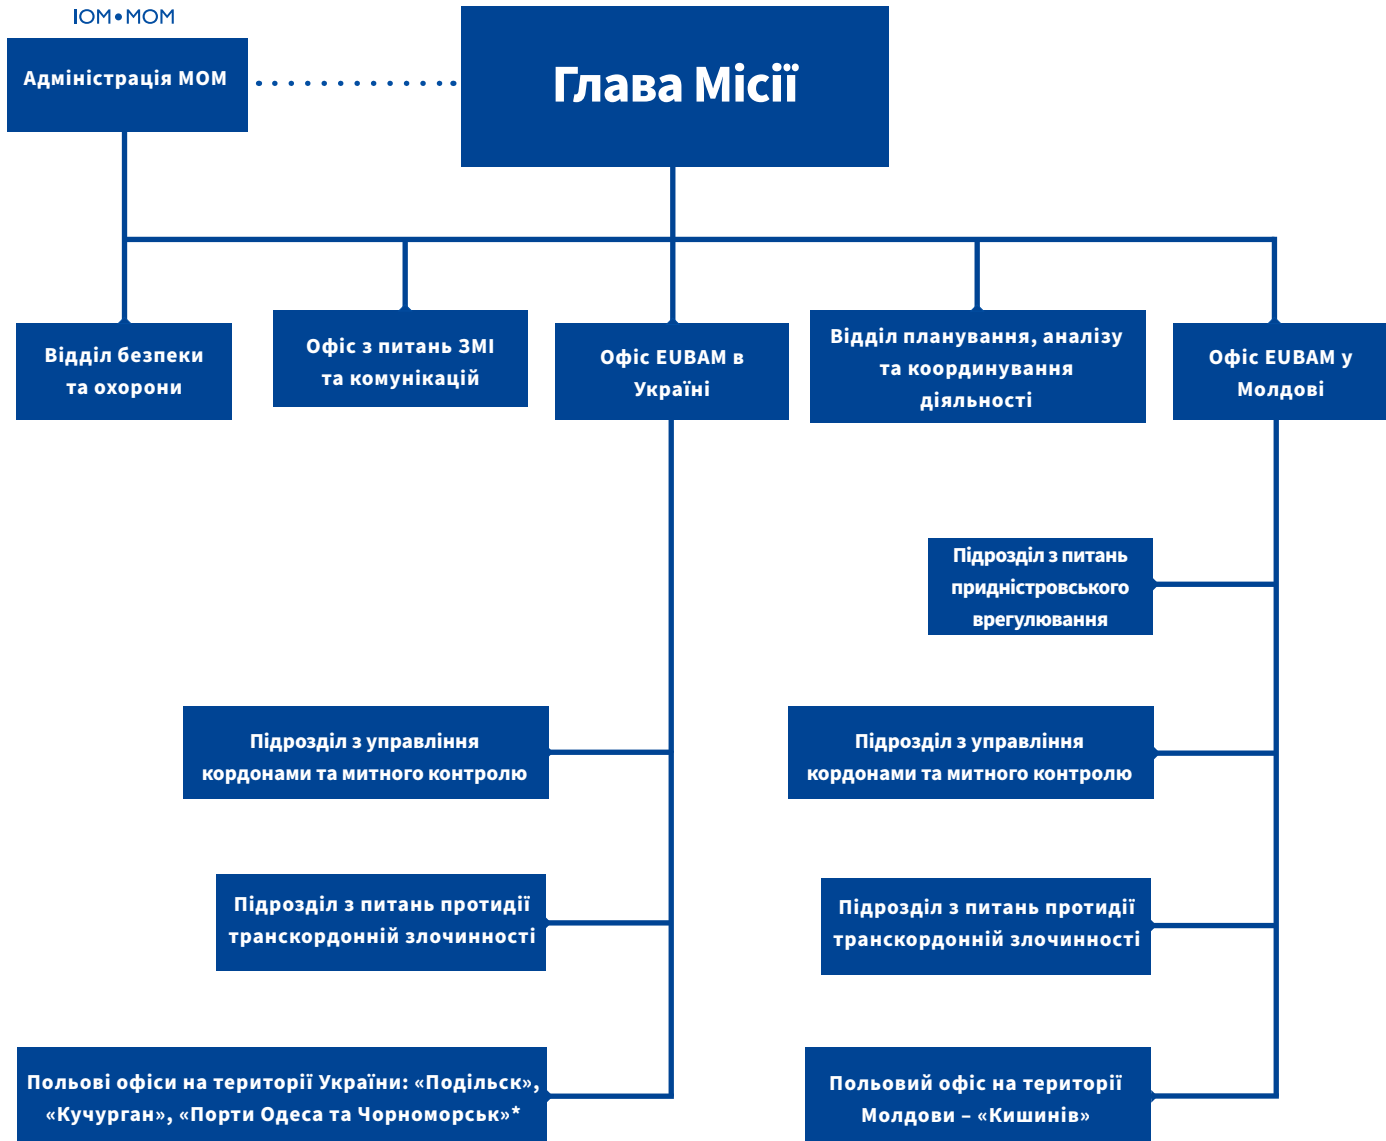 IOM•MOM
Адміністрація МОМ
Глава Місії
Відділ безпеки
та охорони
Офіс з питань ЗМІ
та комунікацій
Офіс EUBAM в
Україні
Відділ планування, аналізу
та координування
діяльності
Офіс EUBAM у
Молдові
Підрозділ з питань
придністровського
врегулювання
Підрозділ з управління
кордонами та митного контролю
Підрозділ з управління
кордонами та митного контролю
Підрозділ з питань протидії
транскордонній злочинності
Підрозділ з питань протидії
транскордонній злочинності
Польові офіси на території України: «Подільск»,
«Кучурган», «Порти Одеса та Чорноморськ»*
Польовий офіс на території
Молдови – «Кишинів»